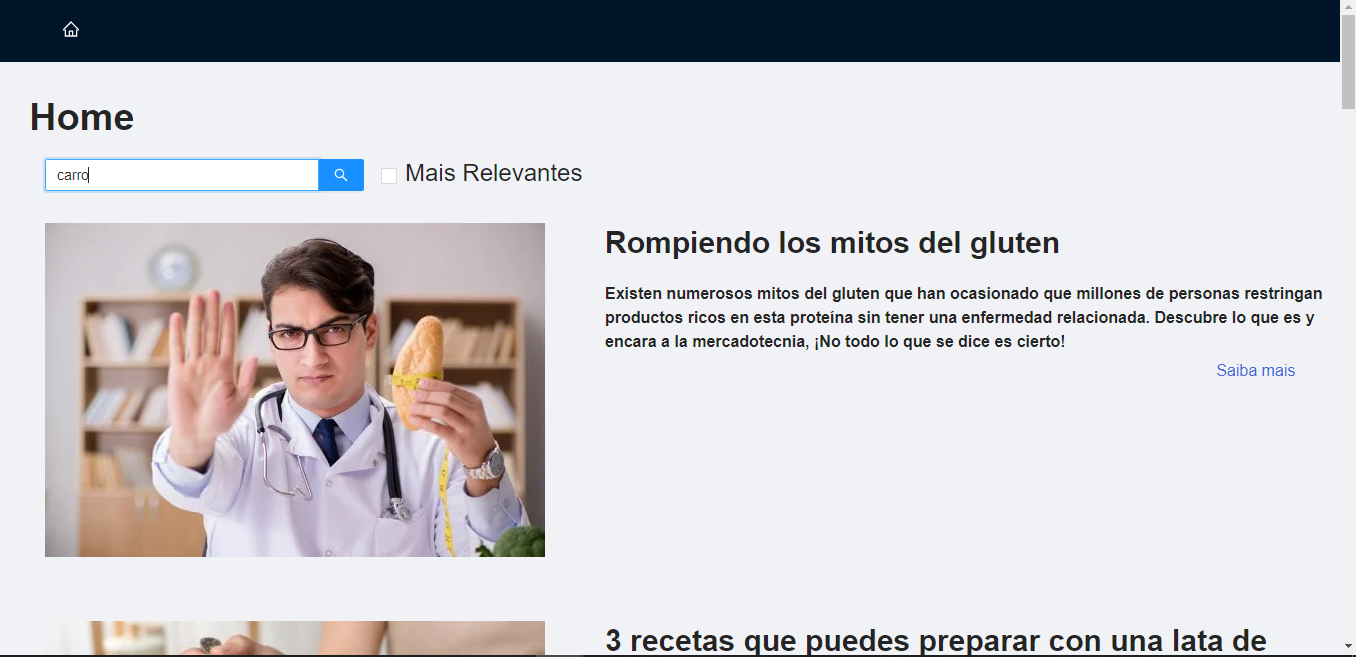 Home
carro
Mais Relevantes
Rompiendo los mitos del gluten
Existen numerosos mitos del gluten que han ocasionado que millones de personas restringan
productos ricos en esta proteína sin tener una enfermedad relacionada. Descubre lo que es y
encara a la mercadotecnia, ¡No todo lo que se dice es cierto!
Saiba mais
3 recetas que puedes preparar con una lata de